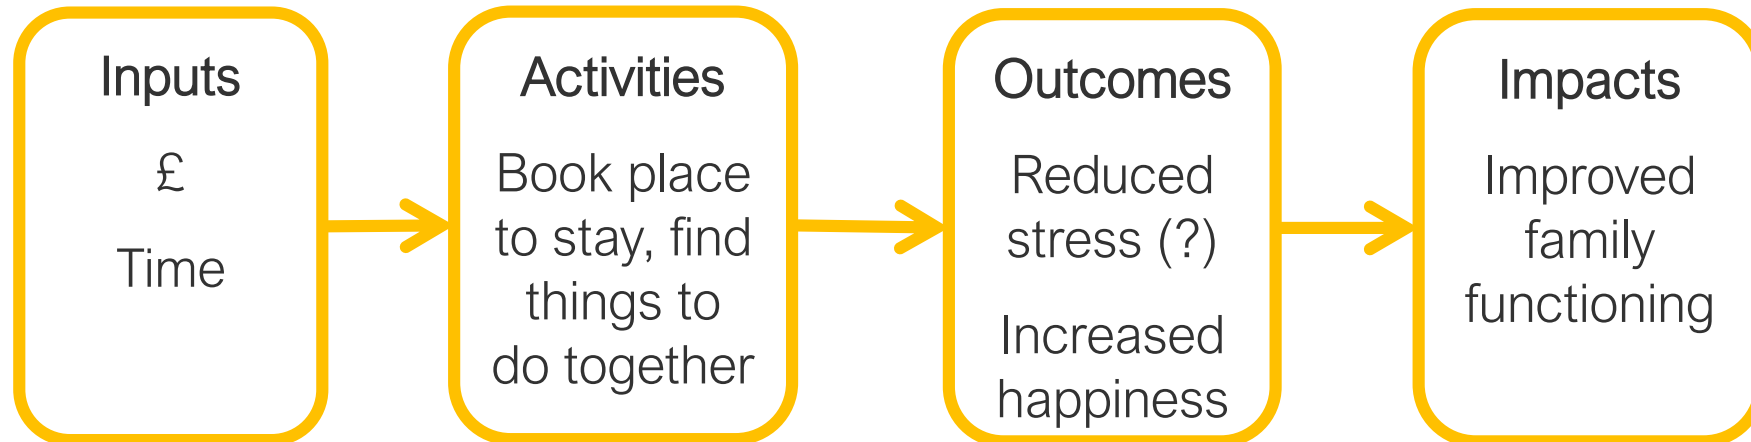 Inputs
£
Time
Activities
Book place
to stay, find
things to
do together
Outcomes
Reduced
stress (?)
Increased
happiness
Impacts
Improved
family
functioning